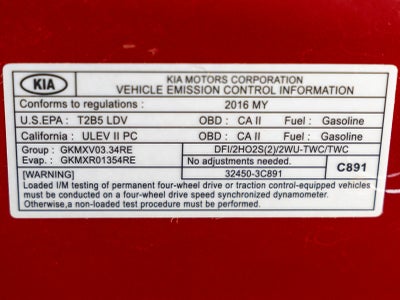 KIA KIA MOTORS CORPORATION
VEHICLE EMISSION CONTROL INFORMATION
Conforms to regulations : 2016 MY
U.S.EPA : T2B5 LDV OBD : CA II Fuel : Gasoline
California : ULEV II PC OBD : CA II Fuel : Gasoline
Group : GKMXV03.34RE DFI/2HO2S(2)/2WU-TWC/TWC
Evap. : GKMXR01354RE No adjustments needed. C891
32450-3C891
WARNING!
Loaded I/M testing of permanent four-wheel drive or traction control-equipped vehicles
must be conducted on a four-wheel drive speed synchronized dynamometer.
Otherwise,a non-loaded test procedure must be used.